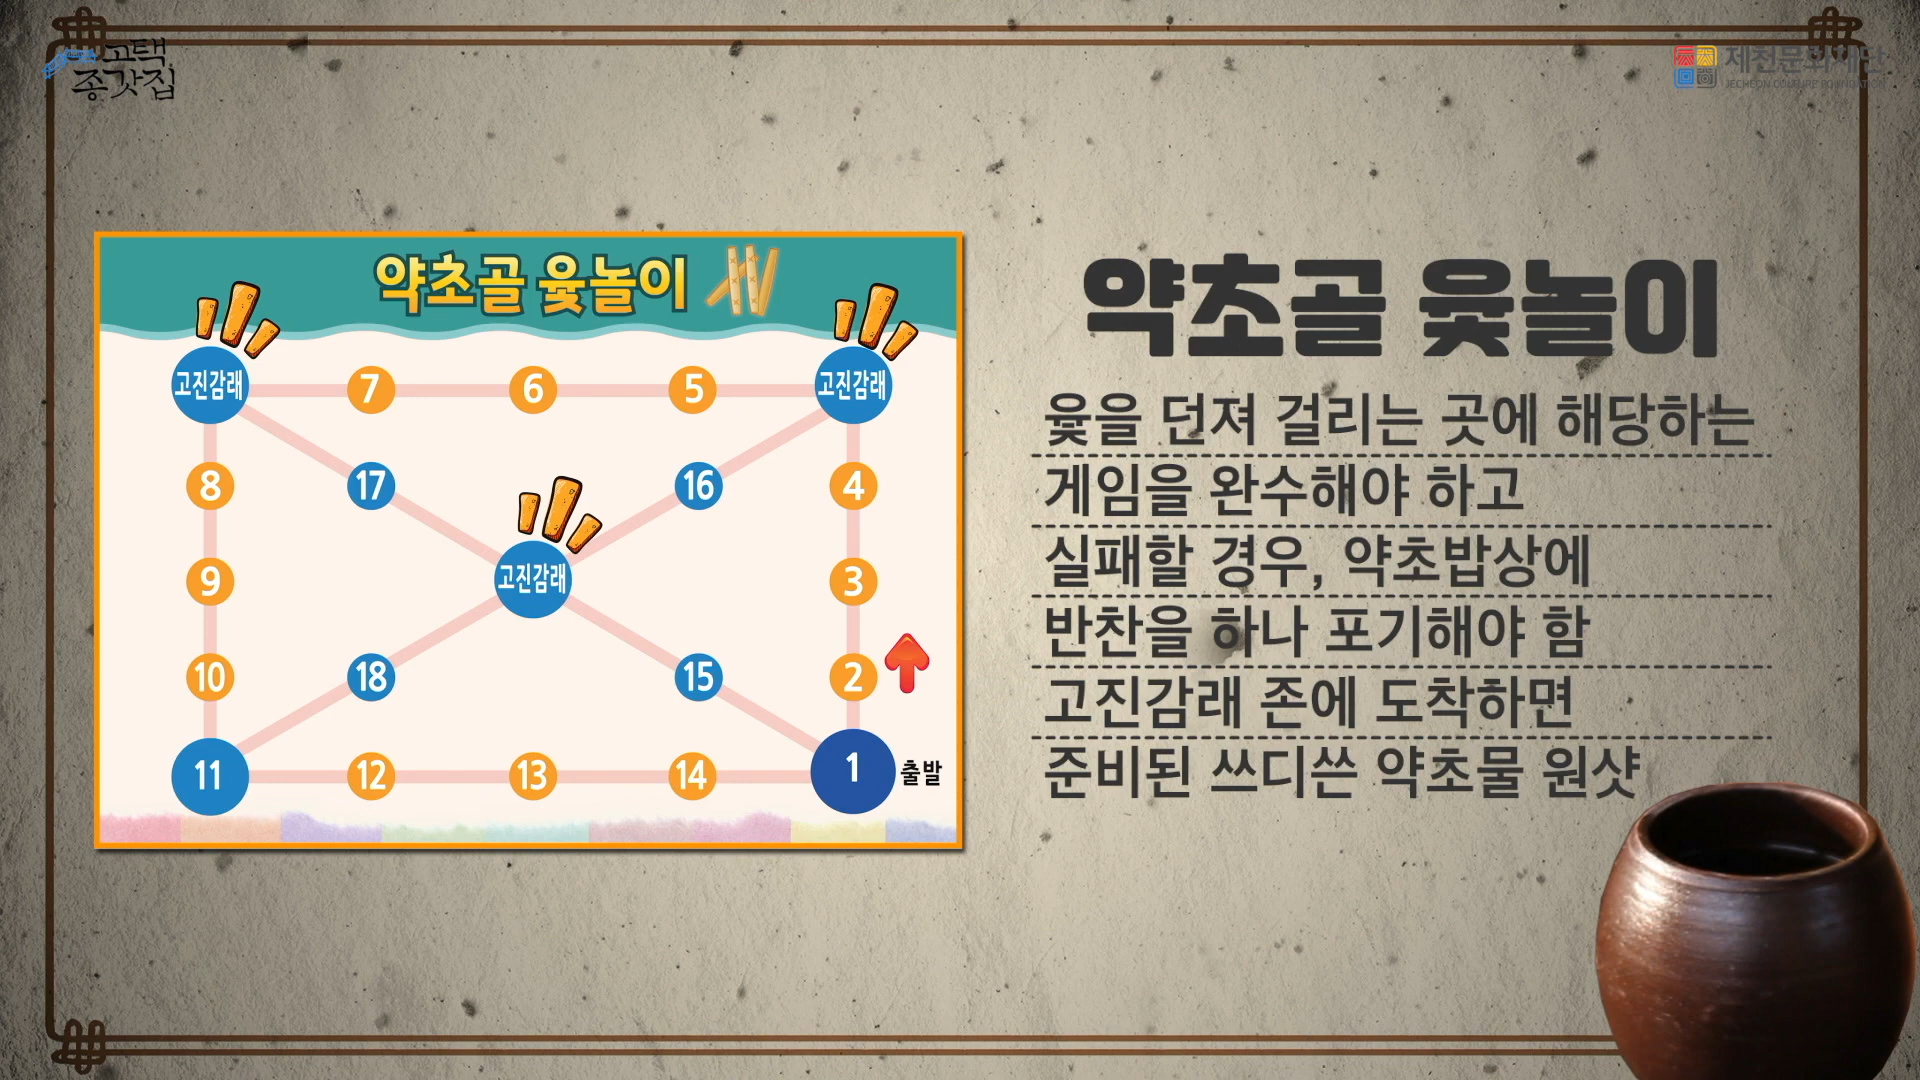 고택
종갓집
제천문화재단
JECHEON CULTURE FOUNDATION
약초골 윷놀이
고진감래
7
6
5
고진감래
8
17
16
4
고진감래
9
3
10
18
15
2
11
12
13
14
1
출발
약초골 윷놀이
윷을 던져 걸리는 곳에 해당하는
게임을 완수해야 하고
실패할 경우, 약초밥상에
반찬을 하나 포기해야 함
고진감래 존에 도착하면
준비된 쓰디쓴 약초물 원샷